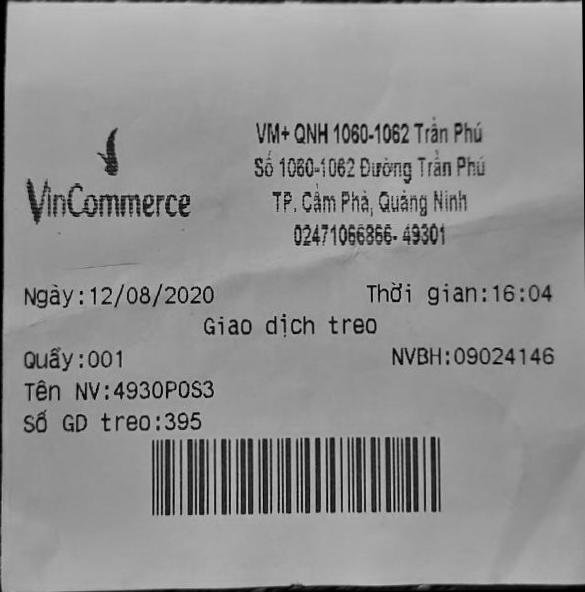 VM+ QNH 1060-1062 Trần Phú
Số 1060-1062 Đường Trần Phú
VinCommerce
TP. Cẩm Phả, Quảng Ninh
02471066866- 49301
Ngày:12/08/2020 Thời gian:16:04
Giao dịch treo
Quầy:001 NVBH:09024146
Tên NV:4930POS3
Số GD treo:395